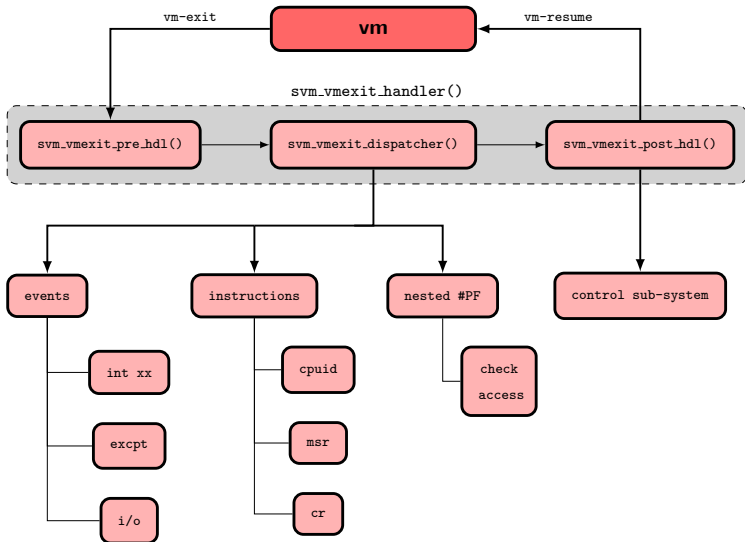 vm-exit
vm
vm-resume
svm_vmexit_handler()
svm_vmexit_pre_hdl()
svm_vmexit_dispatcher()
svm_vmexit_post_hdl()
events
instructions
nested #PF
control sub-system
int xx
cpuid
check
access
excpt
msr
i/o
cr